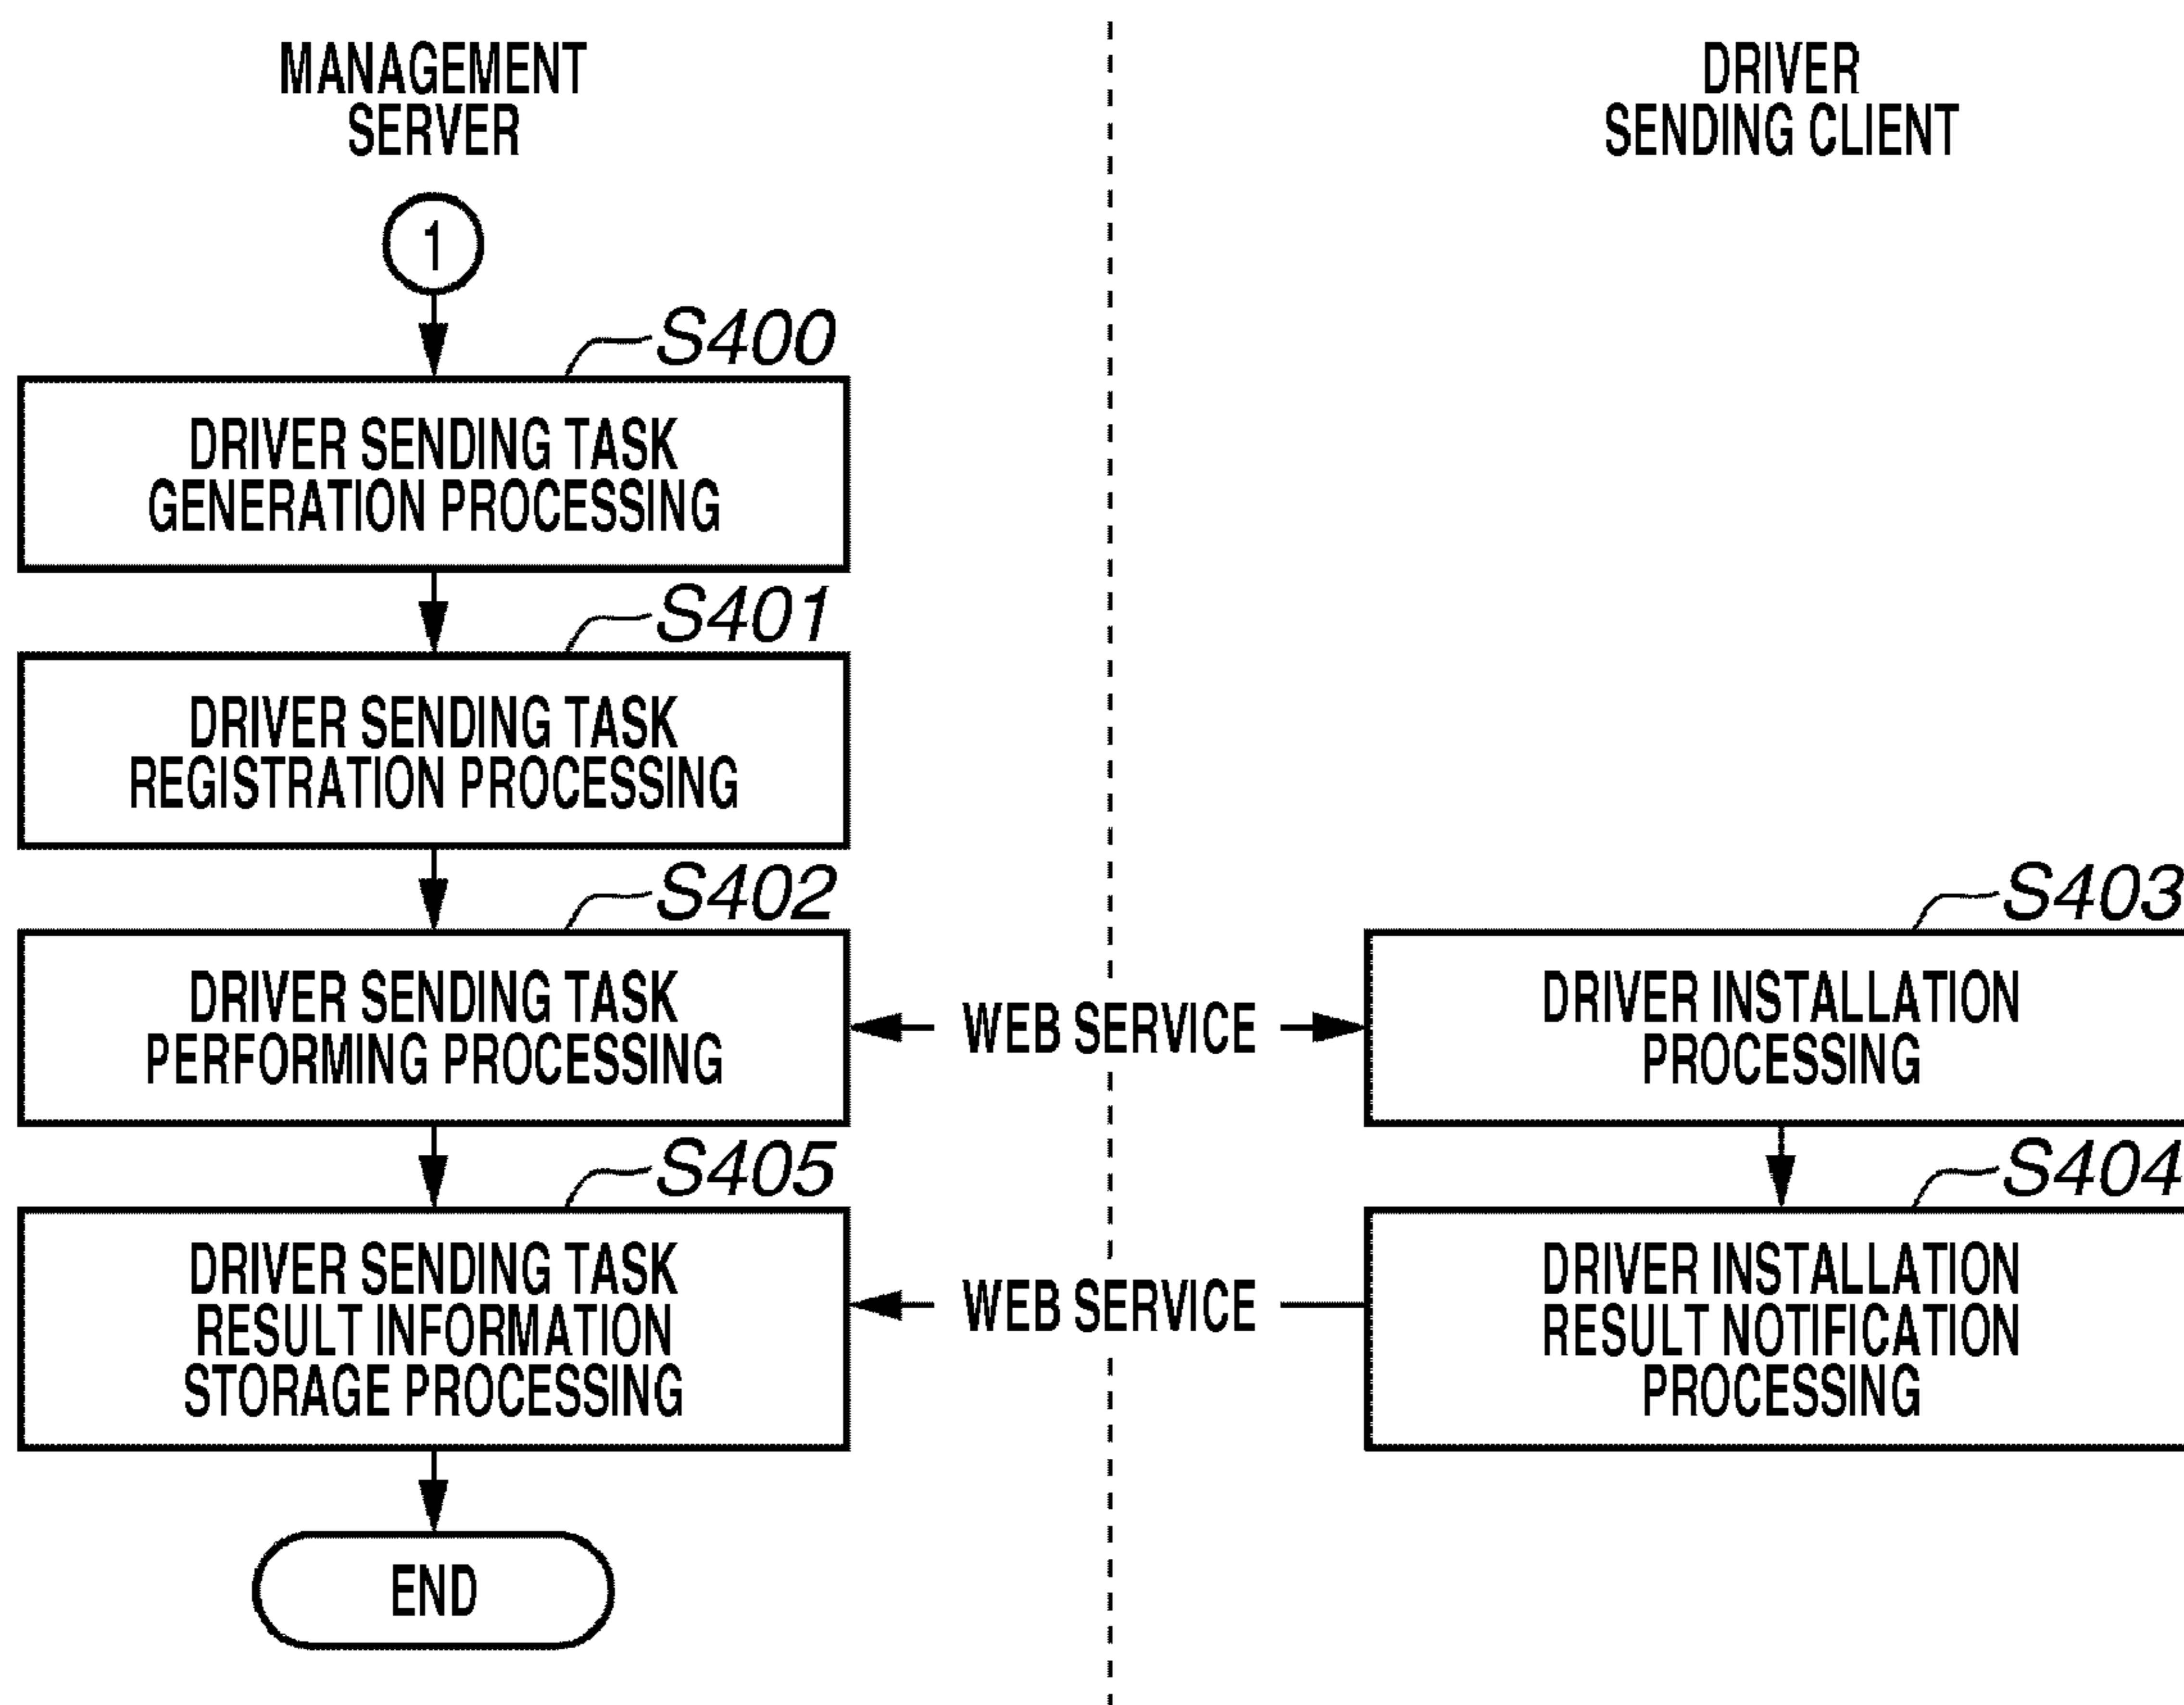 MANAGEMENT
SERVER
DRIVER
SENDING CLIENT
1
S400
DRIVER SENDING TASK
GENERATION PROCESSING
S401
DRIVER SENDING TASK
REGISTRATION PROCESSING
S402
DRIVER SENDING TASK
PERFORMING PROCESSING
WEB SERVICE
S403
DRIVER INSTALLATION
PROCESSING
S405
DRIVER SENDING TASK
RESULT INFORMATION
STORAGE PROCESSING
WEB SERVICE
S404
DRIVER INSTALLATION
RESULT NOTIFICATION
PROCESSING
END